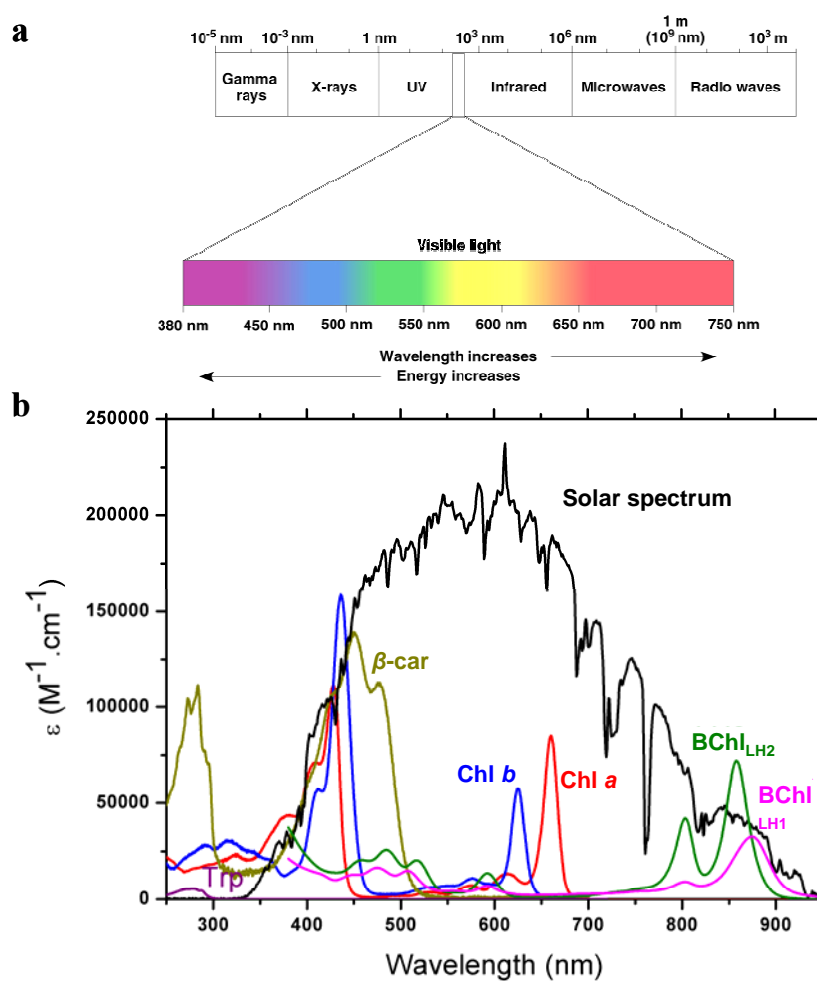 a
10⁻⁵ nm 10⁻³ nm 1 nm 10³ nm 10⁶ nm 1 m (10⁹ nm) 10³ m
Gamma rays X-rays UV Infrared Microwaves Radio waves
Visible light
380 nm 450 nm 500 nm 550 nm 600 nm 650 nm 700 nm 750 nm
Wavelength increases
Energy increases
b
250000
200000
150000
100000
50000
0
ε (M⁻¹.cm⁻¹)
Solar spectrum
β-car
BChl_LH2
Chl b
Chl a
BChl
LH1
Trp
300 400 500 600 700 800 900
Wavelength (nm)